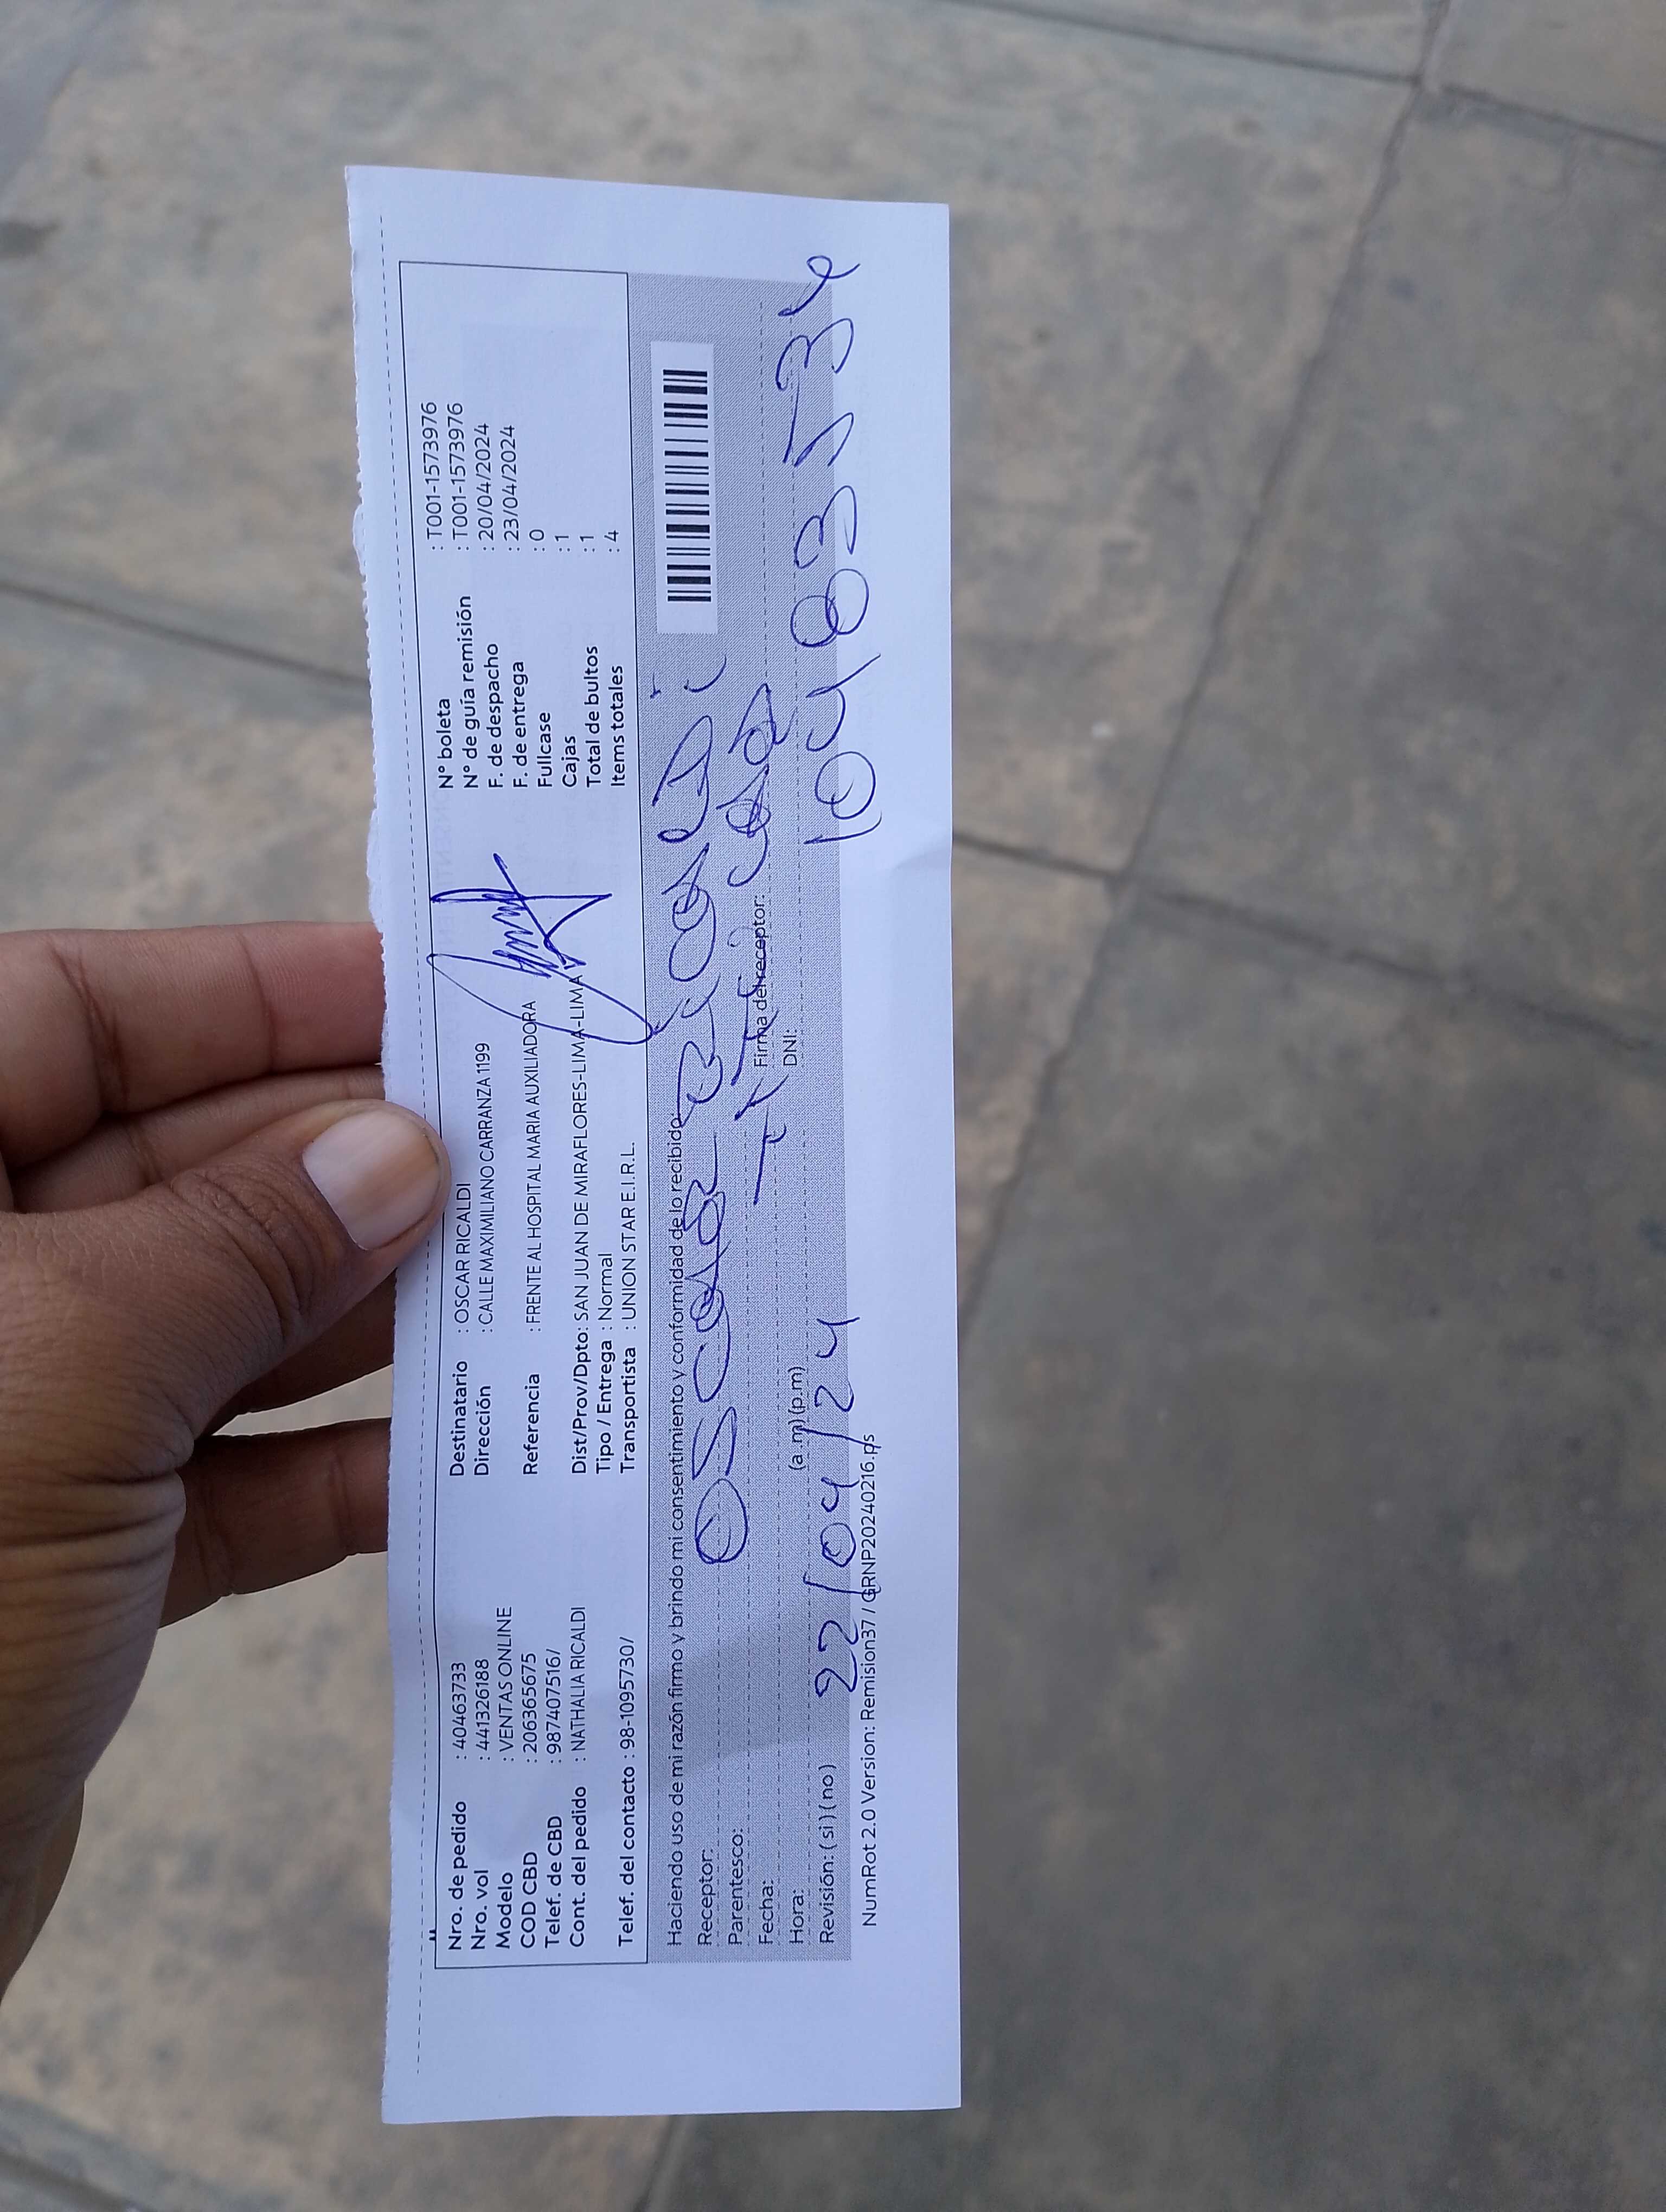 Nro. de pedido : 40463733
Nro. vol : 441326188
Modelo : VENTAS ONLINE
COD CBD : 206365675
Telef. de CBD : 987407516/
Cont. del pedido : NATHALIA RICALDI
Telef. del contacto : 98-1095730/
Destinatario : OSCAR RICALDI
Dirección : CALLE MAXIMILIANO CARRANZA 1199
Referencia : FRENTE AL HOSPITAL MARIA AUXILIADORA
Dist/Prov/Dpto: SAN JUAN DE MIRAFLORES-LIMA-LIMA
Tipo / Entrega : Normal
Transportista : UNION STAR E.I.R.L.
N° boleta : T001-1573976
N° de guía remisión : T001-1573976
F. de despacho : 20/04/2024
F. de entrega : 23/04/2024
Fullcase : 0
Cajas : 1
Total de bultos : 1
Items totales : 4
Haciendo uso de mi razón firmo y brindo mi consentimiento y conformidad de lo recibido:
Receptor: OSCAR RICALDI
Parentesco:
Fecha:
Firma del receptor:
Hora: (a.m) (p.m)
DNI:
Revisión: ( si ) ( no ) 22/04/24
NumRot 2.0 Version: Remision37 / GRNP20240216.ps